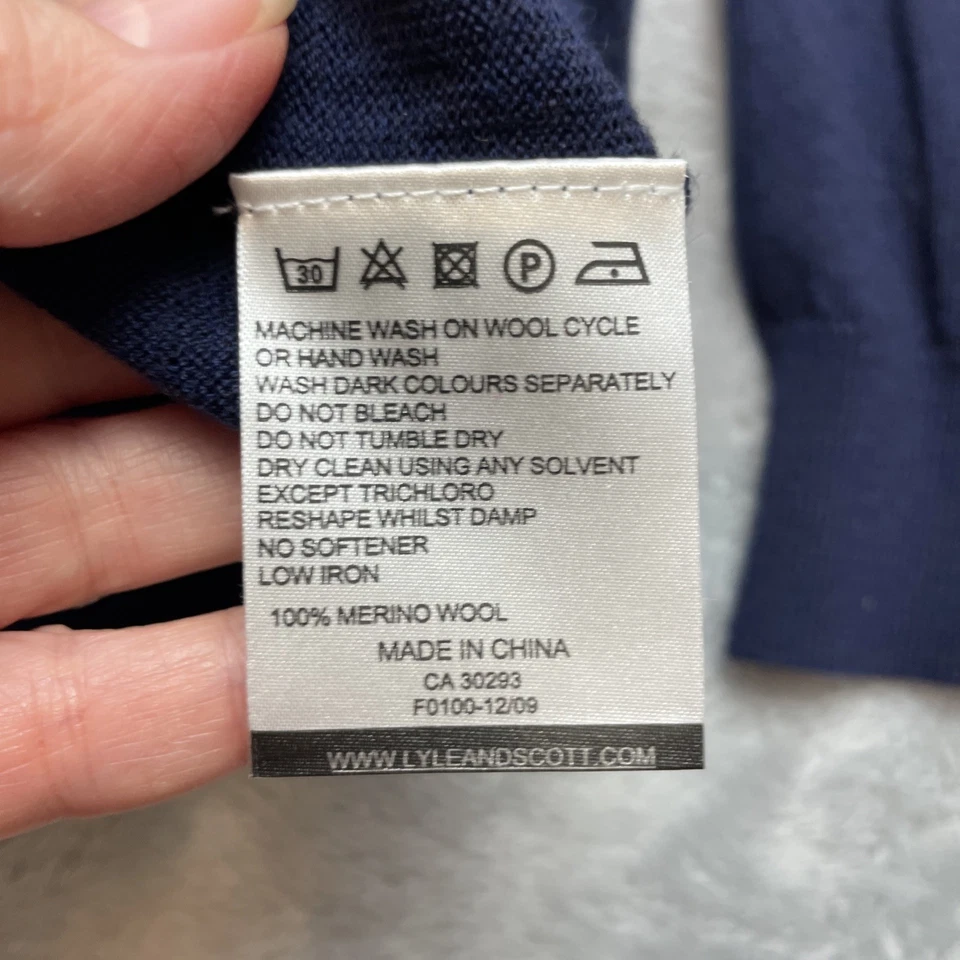 30 P
MACHINE WASH ON WOOL CYCLE
OR HAND WASH
WASH DARK COLOURS SEPARATELY
DO NOT BLEACH
DO NOT TUMBLE DRY
DRY CLEAN USING ANY SOLVENT
EXCEPT TRICHLORO
RESHAPE WHILST DAMP
NO SOFTENER
LOW IRON
100% MERINO WOOL
MADE IN CHINA
CA 30293
F0100-12/09
WWW.LYLEANDSCOTT.COM